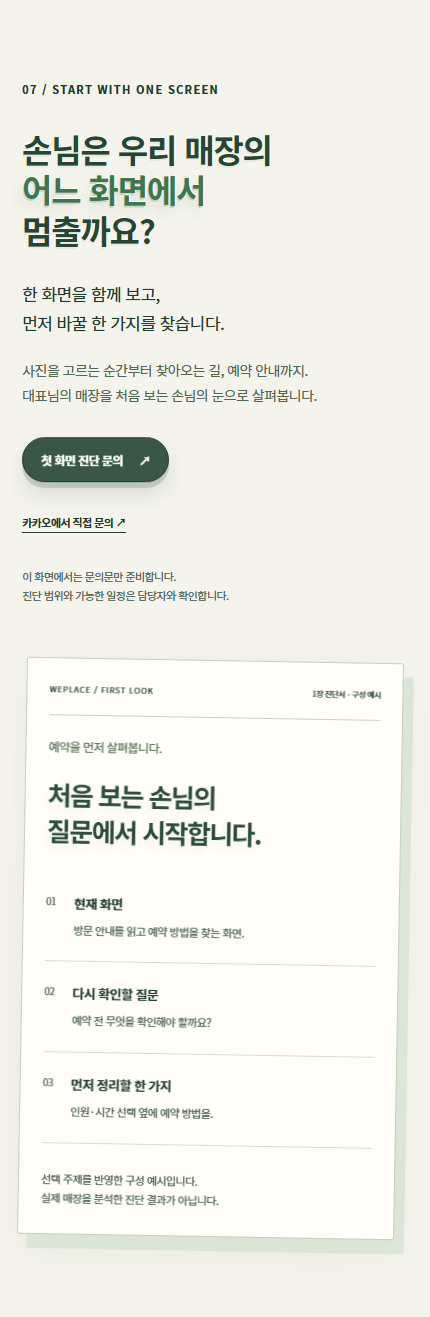 07 / START WITH ONE SCREEN
손님은 우리 매장의
어느 화면에서
멈출까요?
한 화면을 함께 보고,
먼저 바꿀 한 가지를 찾습니다.
사진을 고르는 순간부터 찾아오는 길, 예약 안내까지.
대표님의 매장을 처음 보는 손님의 눈으로 살펴봅니다.
첫 화면 진단 문의 ↗
카카오에서 직접 문의 ↗
이 화면에서는 문의문만 준비합니다.
진단 범위와 가능한 일정은 담당자와 확인합니다.
WEPLACE / FIRST LOOK
1장 진단서 · 구성 예시
예약을 먼저 살펴봅니다.
처음 보는 손님의
질문에서 시작합니다.
01 현재 화면
방문 안내를 읽고 예약 방법을 찾는 화면.
02 다시 확인할 질문
예약 전 무엇을 확인해야 할까요?
03 먼저 정리할 한 가지
인원·시간 선택 옆에 예약 방법을.
선택 주제를 반영한 구성 예시입니다.
실제 매장을 분석한 진단 결과가 아닙니다.